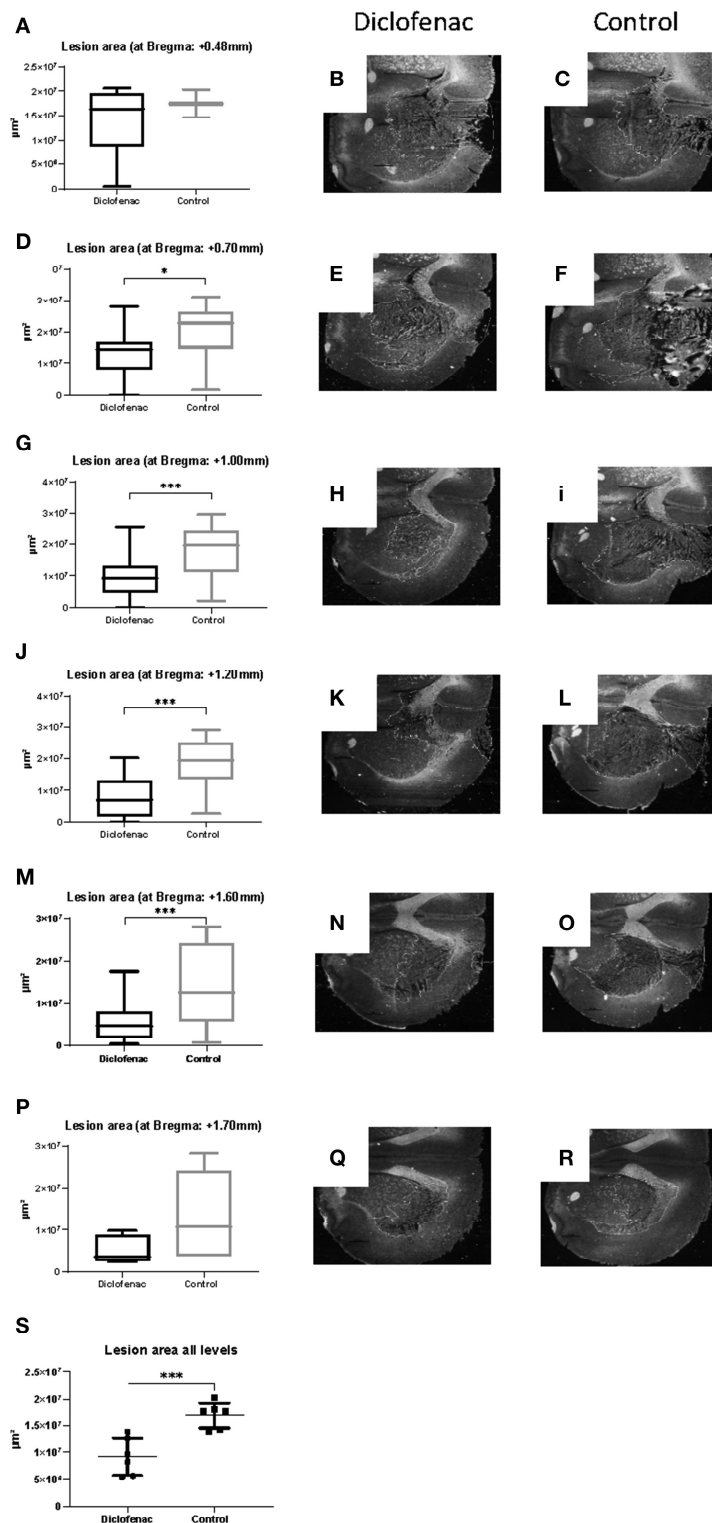 A
Diclofenac Control
Lesion area (at Bregma: +0.48mm)
2.5×10⁷
2×10⁷
1.5×10⁷
1×10⁷
5×10⁶
0
µm²
Diclofenac Control
B
C
D
Lesion area (at Bregma: +0.70mm)
*
2×10⁷
1×10⁷
0
µm²
Diclofenac Control
E
F
G
Lesion area (at Bregma: +1.00mm)
***
4×10⁷
3×10⁷
2×10⁷
1×10⁷
0
µm²
Diclofenac Control
H
i
J
Lesion area (at Bregma: +1.20mm)
***
4×10⁷
3×10⁷
2×10⁷
1×10⁷
0
µm²
Diclofenac Control
K
L
M
Lesion area (at Bregma: +1.60mm)
***
3×10⁷
2×10⁷
1×10⁷
0
µm²
Diclofenac Control
N
O
P
Lesion area (at Bregma: +1.70mm)
3×10⁷
2×10⁷
1×10⁷
0
µm²
Diclofenac Control
Q
R
S
Lesion area all levels
***
2.5×10⁷
2×10⁷
1.5×10⁷
1×10⁷
5×10⁶
0
µm²
Diclofenac Control